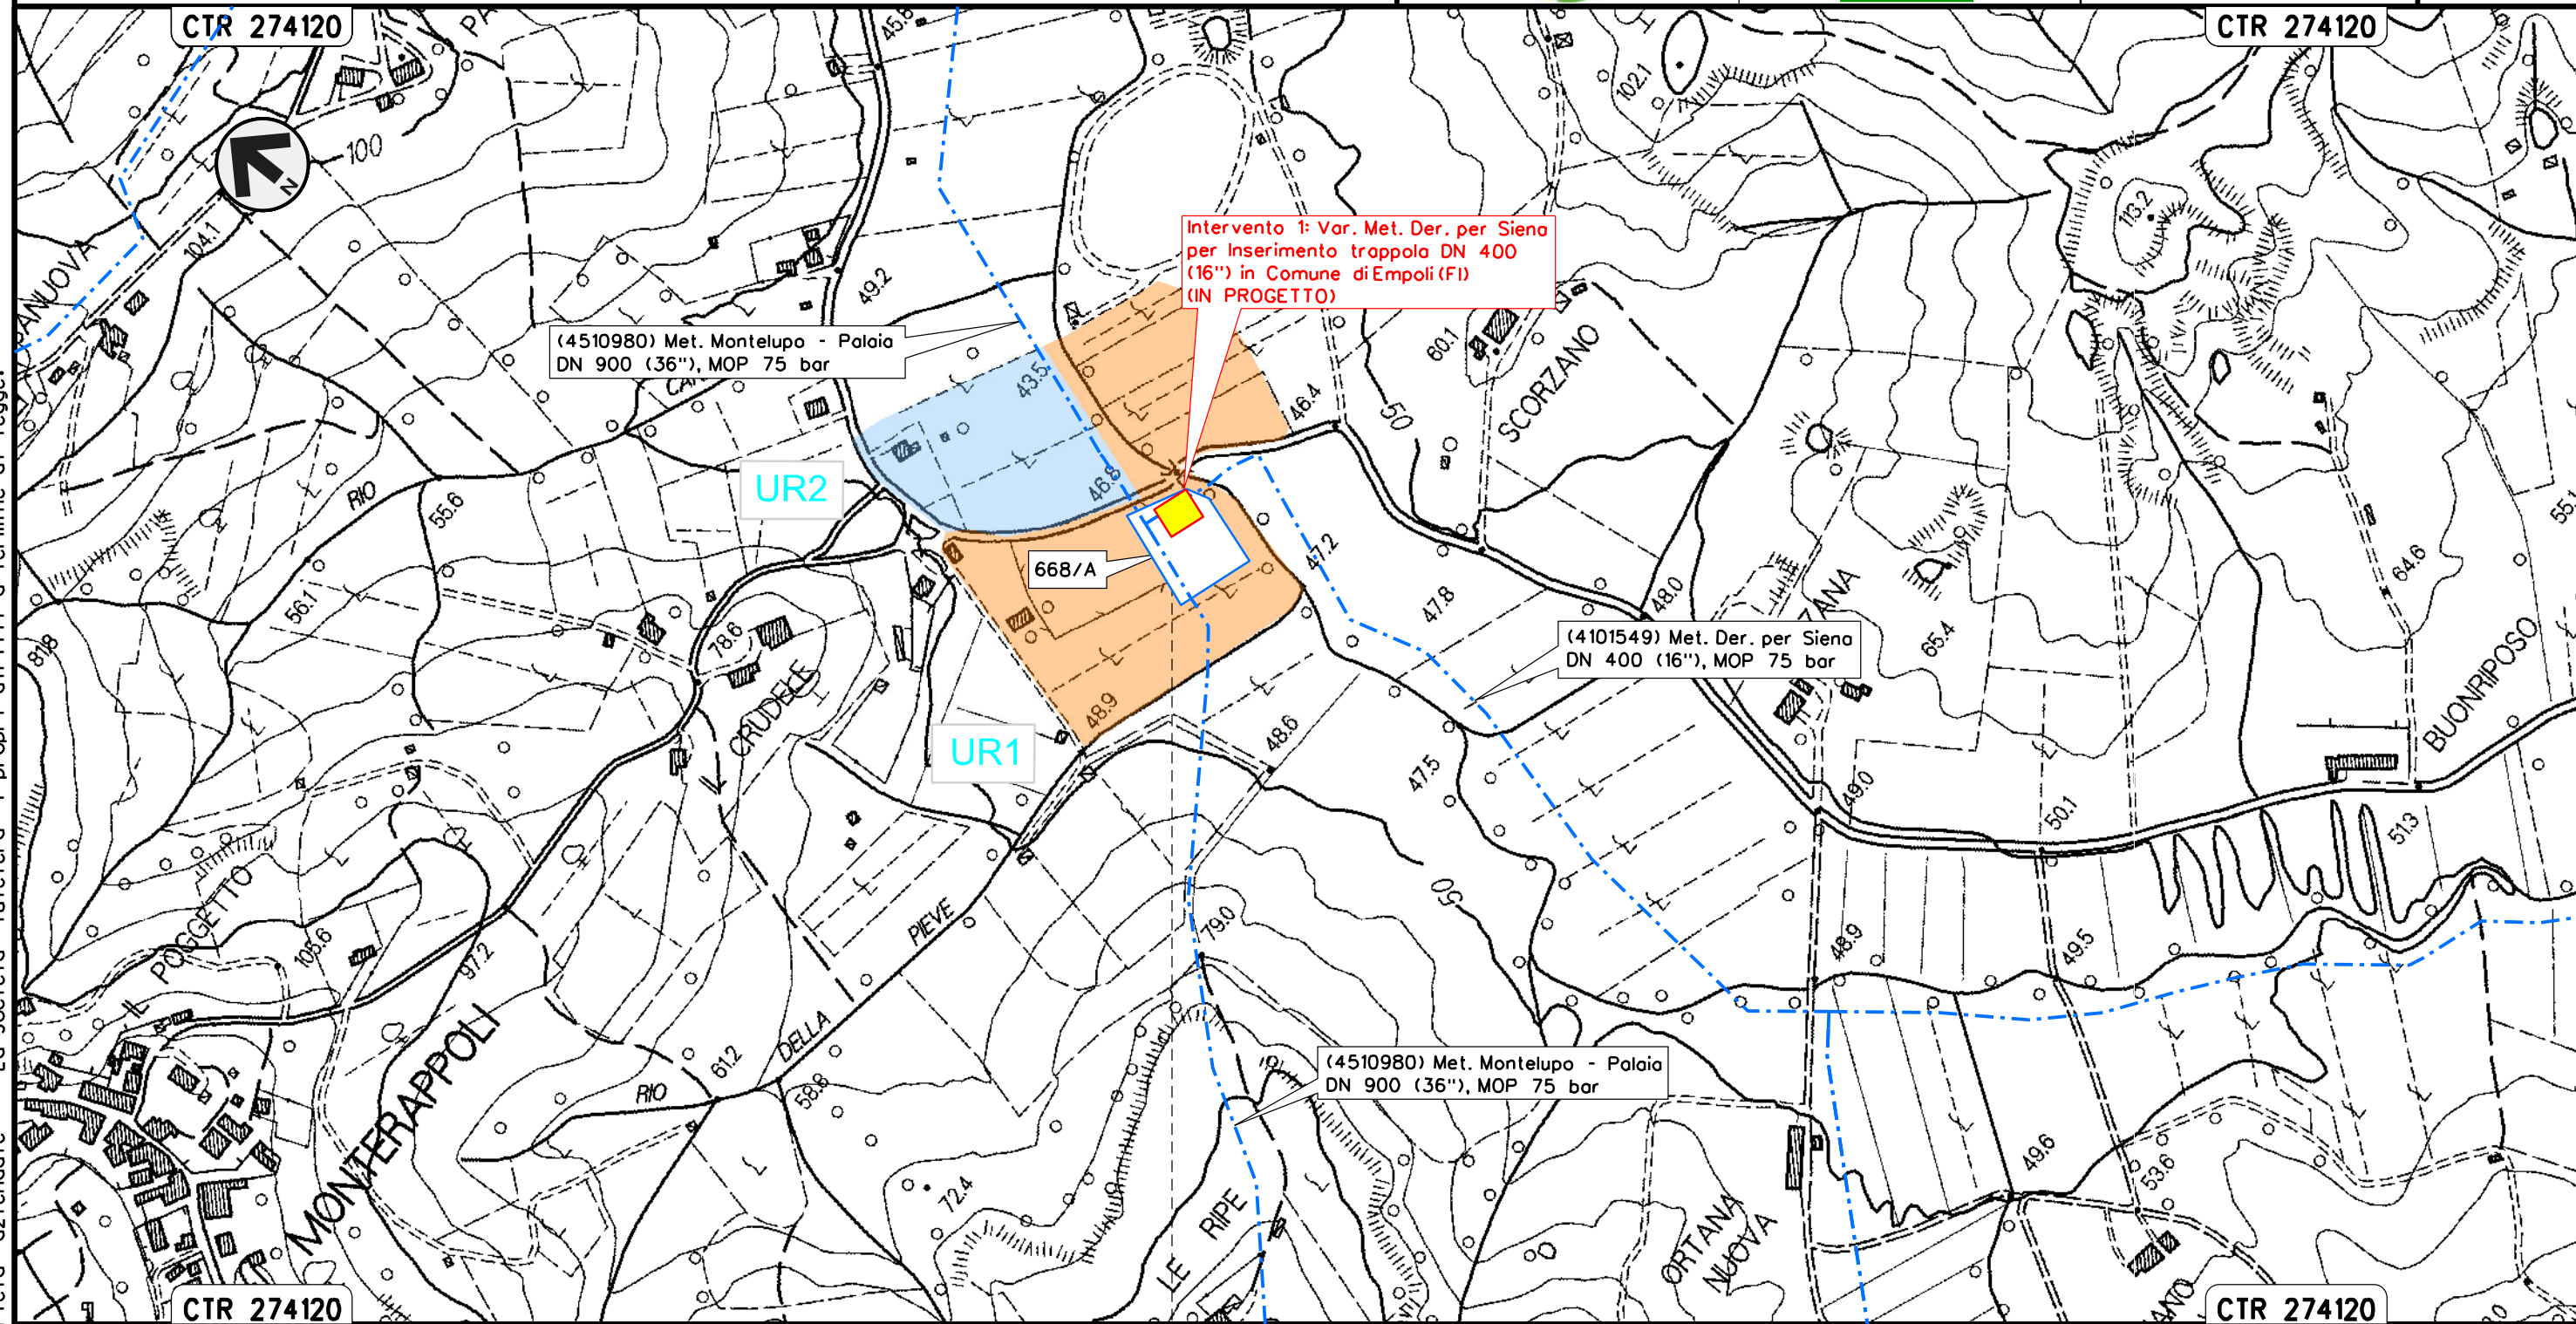 CTR 274120
CTR 274120
45.8
102.1
100
104.1
113.2
49.2
Intervento 1: Var. Met. Der. per Siena
per Inserimento trappola DN 400
(16") in Comune di Empoli (FI)
(IN PROGETTO)
(4510980) Met. Montelupo - Palaia
DN 900 (36"), MOP 75 bar
43.5
60.1
SCORZANO
46.4
50
UR2
46.8
RIO
55.6
668/A
47.2
56.1
47.8
48.0
64.6
81.8
78.6
65.4
(4101549) Met. Der. per Siena
DN 400 (16"), MOP 75 bar
IL CRUDELE
48.9
UR1
48.6
47.5
49.0
50.1
51.3
BUONRIPOSO
IL POGGETTO
105.6
97.2
PIEVE
DELLA
RIO
50
79.0
48.9
49.5
MONTERAPPOLI
61.2
58.8
(4510980) Met. Montelupo - Palaia
DN 900 (36"), MOP 75 bar
72.4
LE RIPE
ORTANA
NUOVA
49.6
53.6
CTR 274120
CTR 274120
N